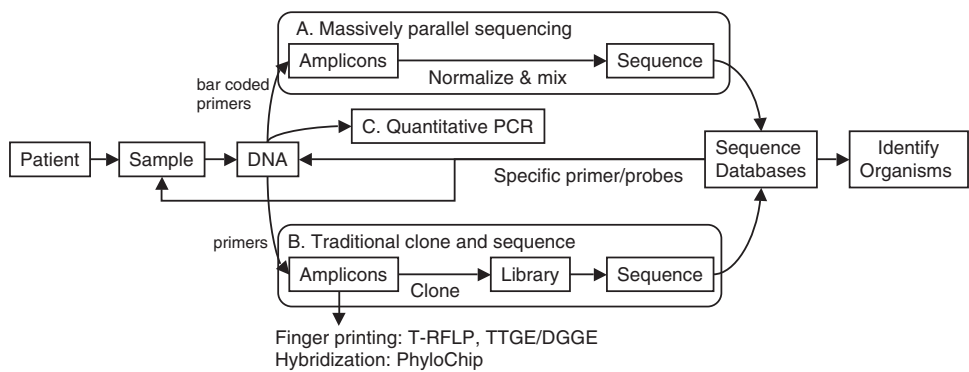 A. Massively parallel sequencing
Amplicons
Sequence
Normalize & mix
bar coded
primers
C. Quantitative PCR
Patient
Sample
DNA
Sequence
Databases
Identify
Organisms
Specific primer/probes
primers
B. Traditional clone and sequence
Amplicons
Library
Sequence
Clone
Finger printing: T-RFLP, TTGE/DGGE
Hybridization: PhyloChip